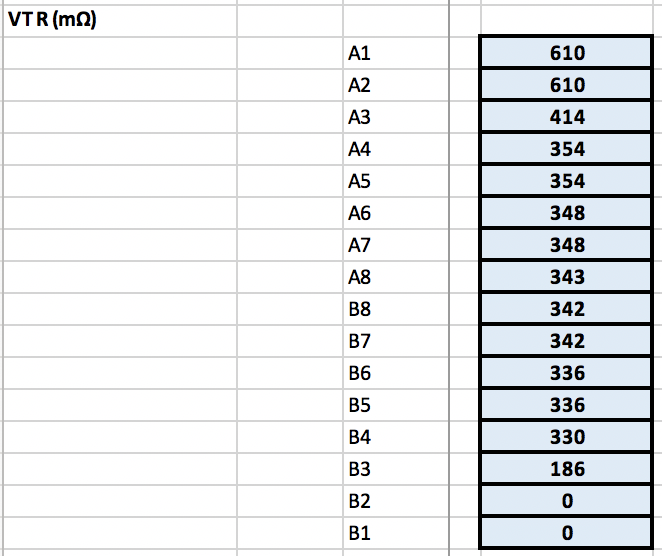 VTR (mΩ)
A1 610
A2 610
A3 414
A4 354
A5 354
A6 348
A7 348
A8 343
B8 342
B7 342
B6 336
B5 336
B4 330
B3 186
B2 0
B1 0